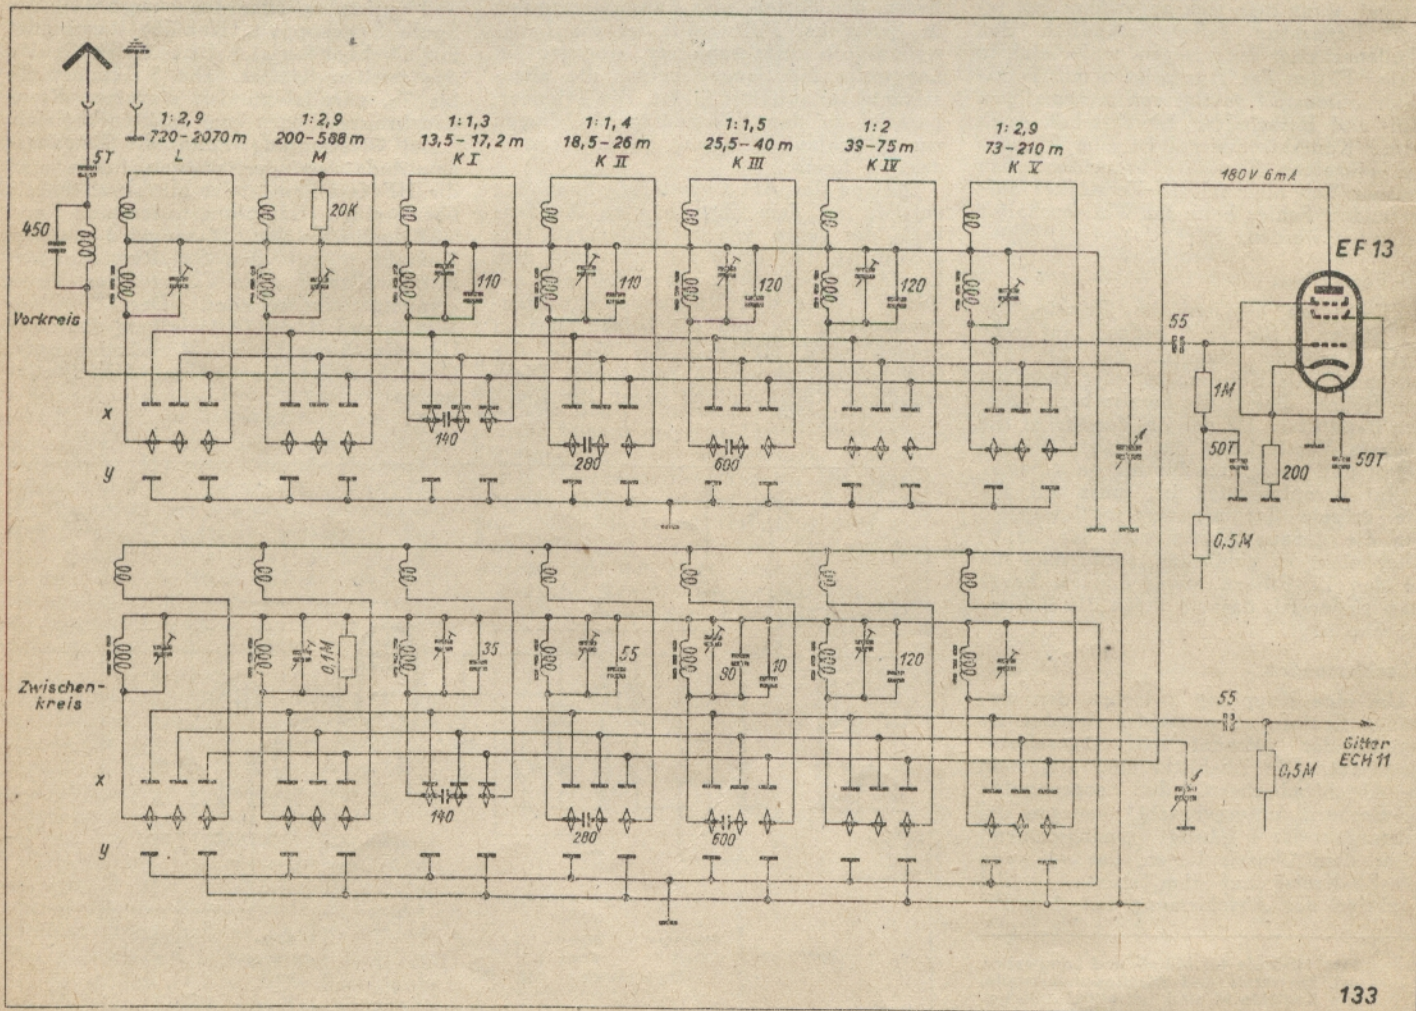 1:2,9
720-2070 m
L
1:2,9
200-588 m
M
1:1,3
13,5-17,2 m
K I
1:1,4
18,5-26 m
K II
1:1,5
25,5-40 m
K III
1:2
39-75 m
K IV
1:2,9
73-210 m
K V
180V 6mA
EF 13
5T
450
20K
110
110
120
120
Vorkreis
55
1M
50T
200
50T
0,5M
x
140
280
600
y
0,1M
35
55
90
10
120
Zwischen-
kreis
55
0,5M
Gitter
ECH 11
x
140
280
600
y
133